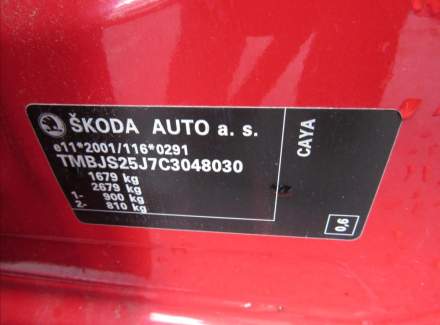 ŠKODA AUTO a. s.
e11*2001/116*0291
TMBJS25J7C3048030
1679 kg
2679 kg
1- 900 kg
2- 810 kg
CAYA
0,6